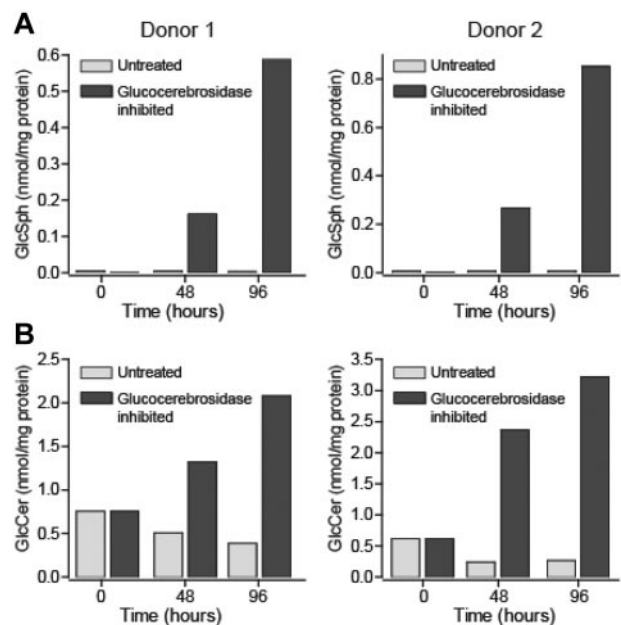 A
Donor 1
Donor 2
GlcSph (nmol/mg protein)
0.6
0.5
0.4
0.3
0.2
0.1
0.0
Untreated
Glucocerebrosidase
inhibited
0 48 96
Time (hours)
GlcSph (nmol/mg protein)
0.8
0.6
0.4
0.2
0.0
Untreated
Glucocerebrosidase
inhibited
0 48 96
Time (hours)
B
GlcCer (nmol/mg protein)
2.5
2.0
1.5
1.0
0.5
0.0
Untreated
Glucocerebrosidase
inhibited
0 48 96
Time (hours)
GlcCer (nmol/mg protein)
3.5
3.0
2.5
2.0
1.5
1.0
0.5
0.0
Untreated
Glucocerebrosidase
inhibited
0 48 96
Time (hours)